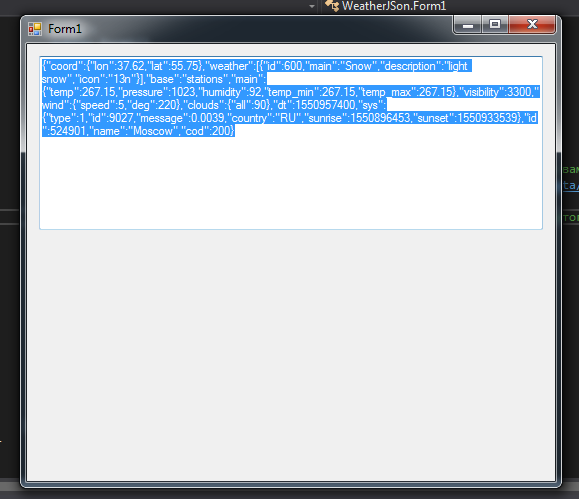 WeatherJSon.Form1
Form1
{"coord":{"lon":37.62,"lat":55.75},"weather":[{"id":600,"main":"Snow","description":"light
snow","icon":"13n"}],"base":"stations","main":
{"temp":267.15,"pressure":1023,"humidity":92,"temp_min":267.15,"temp_max":267.15},"visibility":3300,"
wind":{"speed":5,"deg":220},"clouds":{"all":90},"dt":1550957400,"sys":
{"type":1,"id":9027,"message":0.0039,"country":"RU","sunrise":1550896453,"sunset":1550933539},"id
":524901,"name":"Moscow","cod":200}